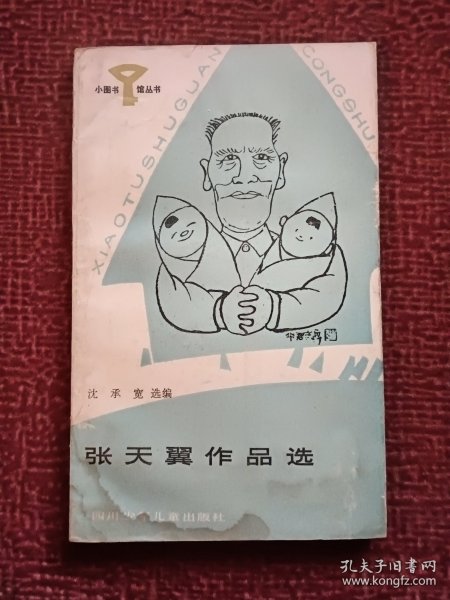 小图书馆丛书
XIAOTUSHUGUAN CONGSHU
沈承宽 选编
张天翼作品选
四川少年儿童出版社
孔夫子旧书网
www.kongfz.com